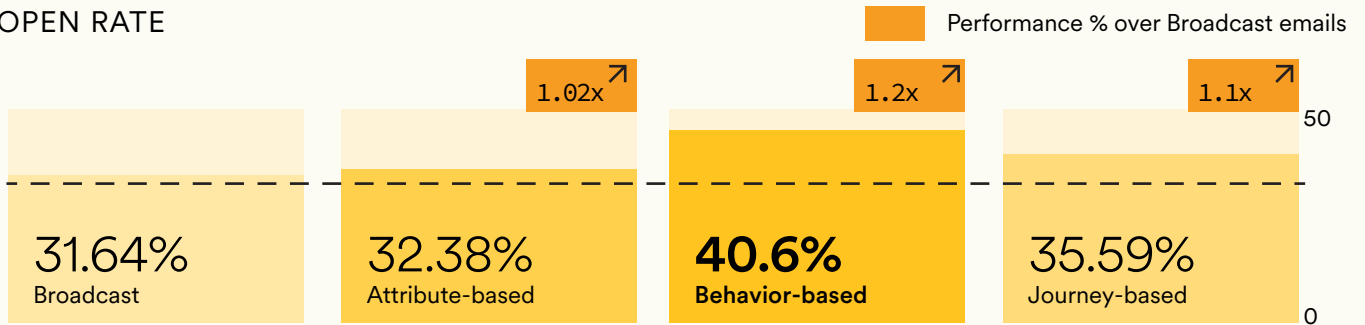 OPEN RATE
Performance % over Broadcast emails
1.02x
1.2x
1.1x
50
31.64%
Broadcast
32.38%
Attribute-based
40.6%
Behavior-based
35.59%
Journey-based
0